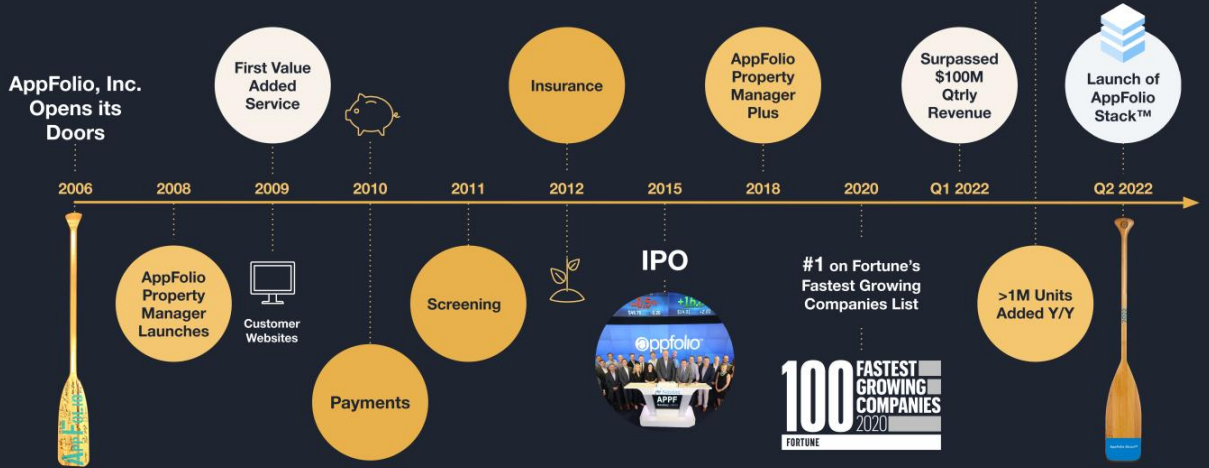 AppFolio, Inc.
Opens its
Doors
First Value
Added
Service
Insurance
AppFolio
Property
Manager
Plus
Surpassed
$100M
Qtrly
Revenue
Launch of
AppFolio
Stack™
2006
2008
2009
2010
2011
2012
2015
2018
2020
Q1 2022
Q2 2022
AppFolio
Property
Manager
Launches
Customer
Websites
Payments
Screening
IPO
appfolio
APPF
#1 on Fortune's
Fastest Growing
Companies List
100 FASTEST
GROWING
COMPANIES
2020
FORTUNE
>1M Units
Added Y/Y
APPFOLIO
AppFolio Stack™